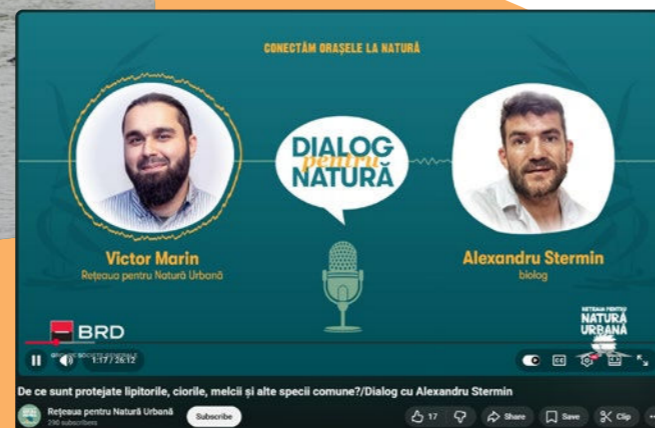 CONECTĂM ORAȘELE LA NATURĂ
DIALOG
pentru
NATURĂ
Victor Marin
Rețeaua pentru Natură Urbană
Alexandru Stermin
biolog
BRD
REȚEAUA PENTRU
NATURĂ
URBANĂ
1:17 / 26:12
De ce sunt protejate lipitorile, ciorile, melcii și alte specii comune?/Dialog cu Alexandru Stermin
Rețeaua pentru Natură Urbană
290 subscribers
Subscribe
17
Share
Save
Clip